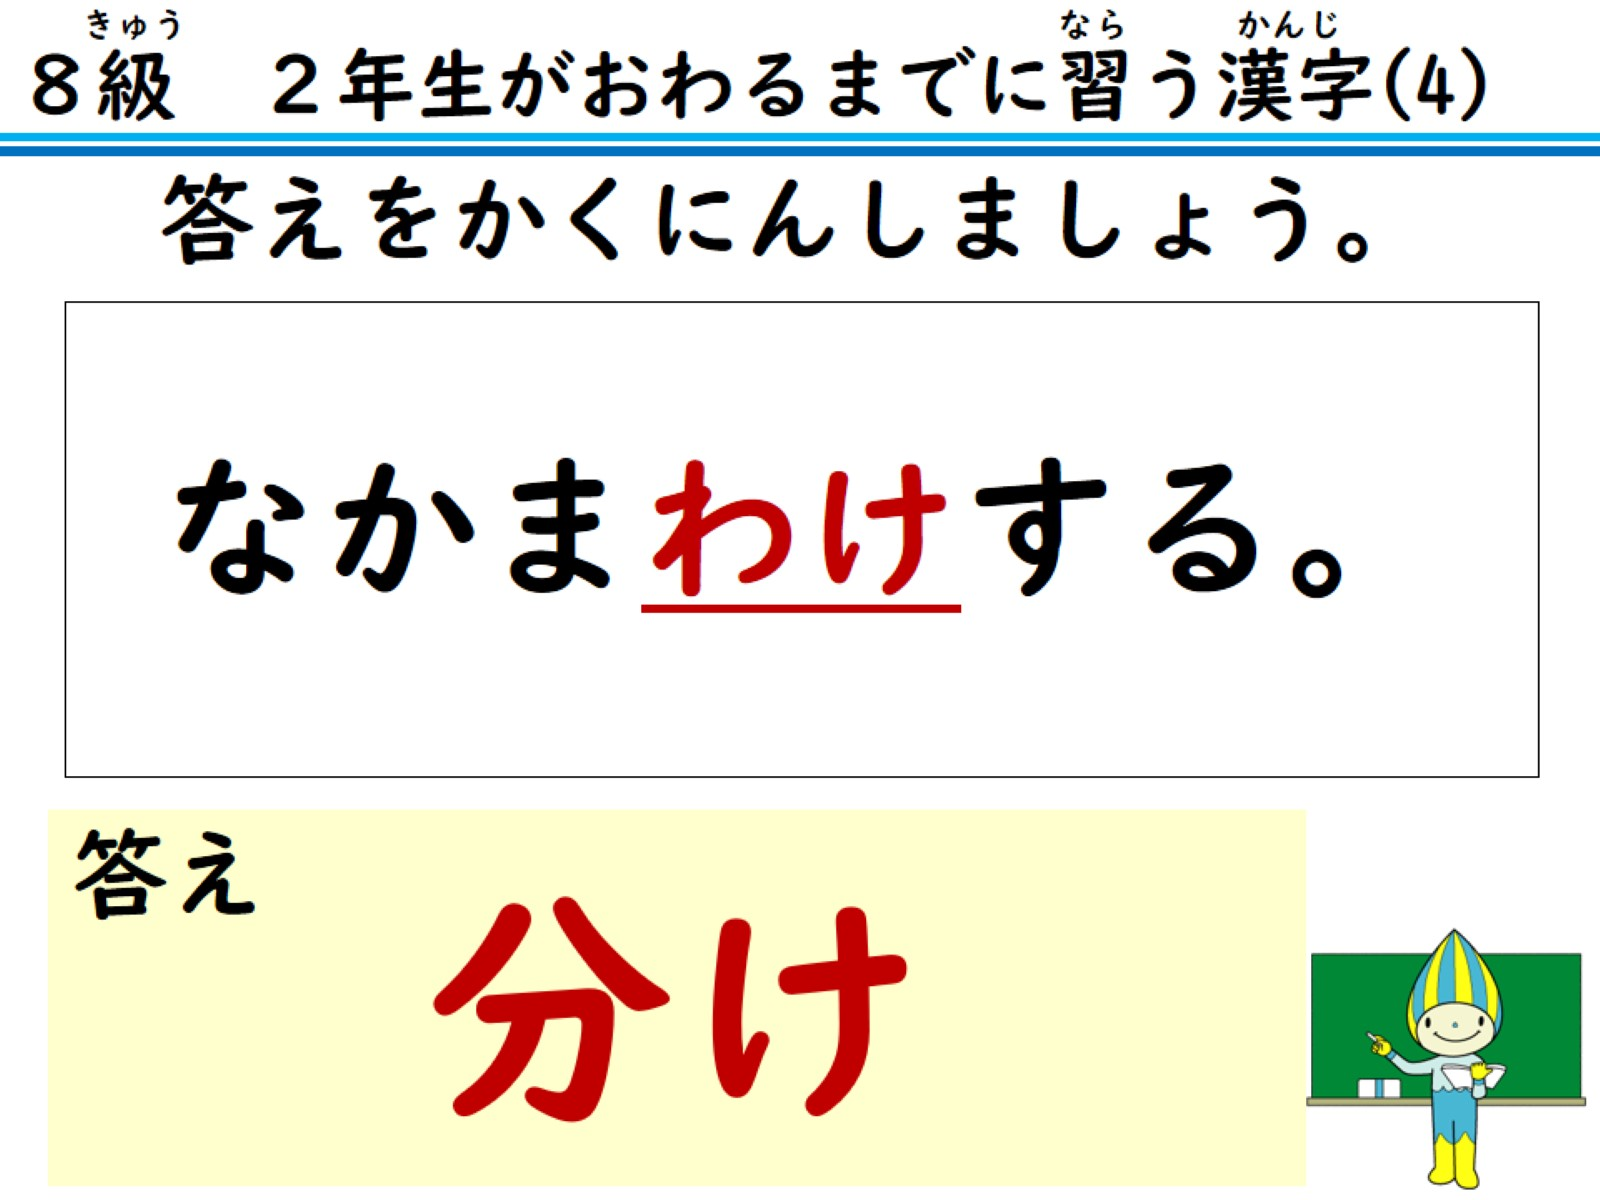 きゅう なら かんじ
８級　２年生がおわるまでに習う漢字(4)
答えをかくにんしましょう。
なかまわけする。
答え
分け